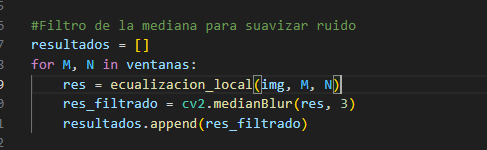 #Filtro de la mediana para suavizar ruido
resultados = []
for M, N in ventanas:
res = ecualizacion_local(img, M, N)
res_filtrado = cv2.medianBlur(res, 3)
resultados.append(res_filtrado)